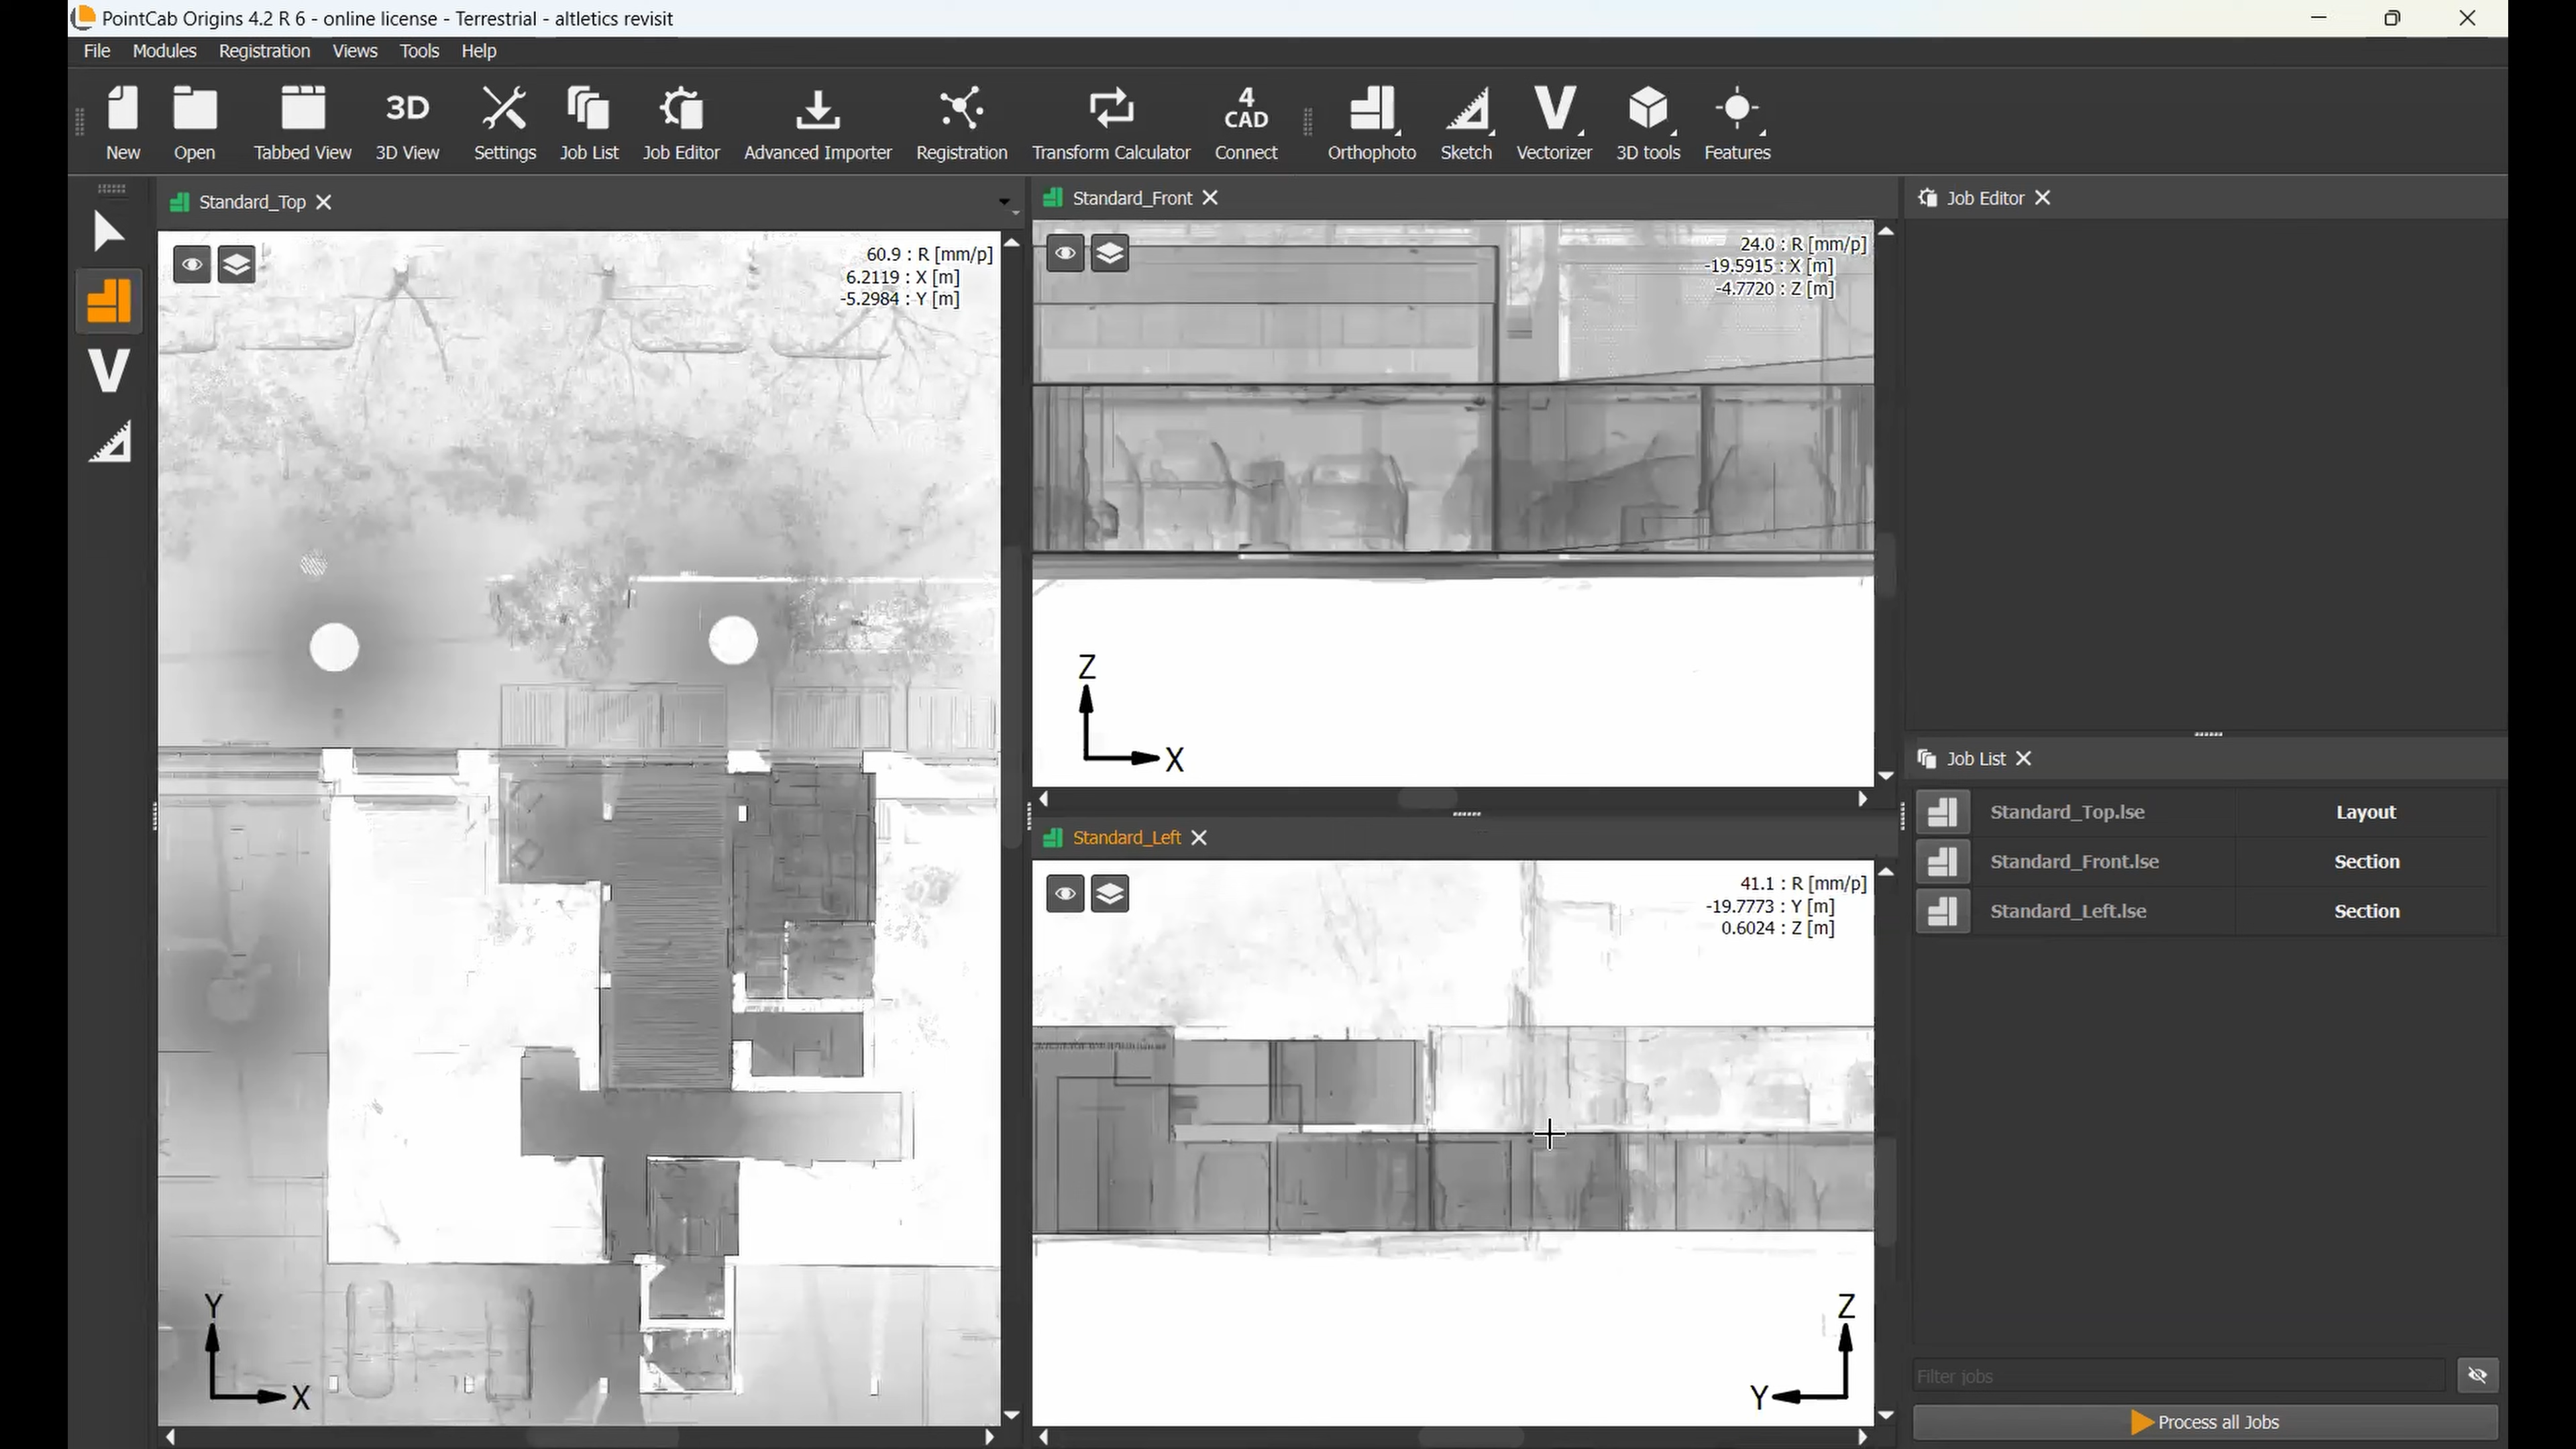 PointCab Origins 4.2 R 6 - online license - Terrestrial - altletics revisit
File Modules Registration Views Tools Help
3D
4
CAD
New Open Tabbed View 3D View Settings Job List Job Editor Advanced Importer Registration Transform Calculator Connect Orthophoto Sketch Vectorizer 3D tools Features
Standard_Top
60.9 : R [mm/p]
6.2119 : X [m]
-5.2984 : Y [m]
Y
X
Standard_Front
24.0 : R [mm/p]
-19.5915 : X [m]
-4.7720 : Z [m]
Z
X
Standard_Left
41.1 : R [mm/p]
-19.7773 : Y [m]
0.6024 : Z [m]
Z
Y
Job Editor
Job List
Standard_Top.lse Layout
Standard_Front.lse Section
Standard_Left.lse Section
Filter jobs
Process all Jobs